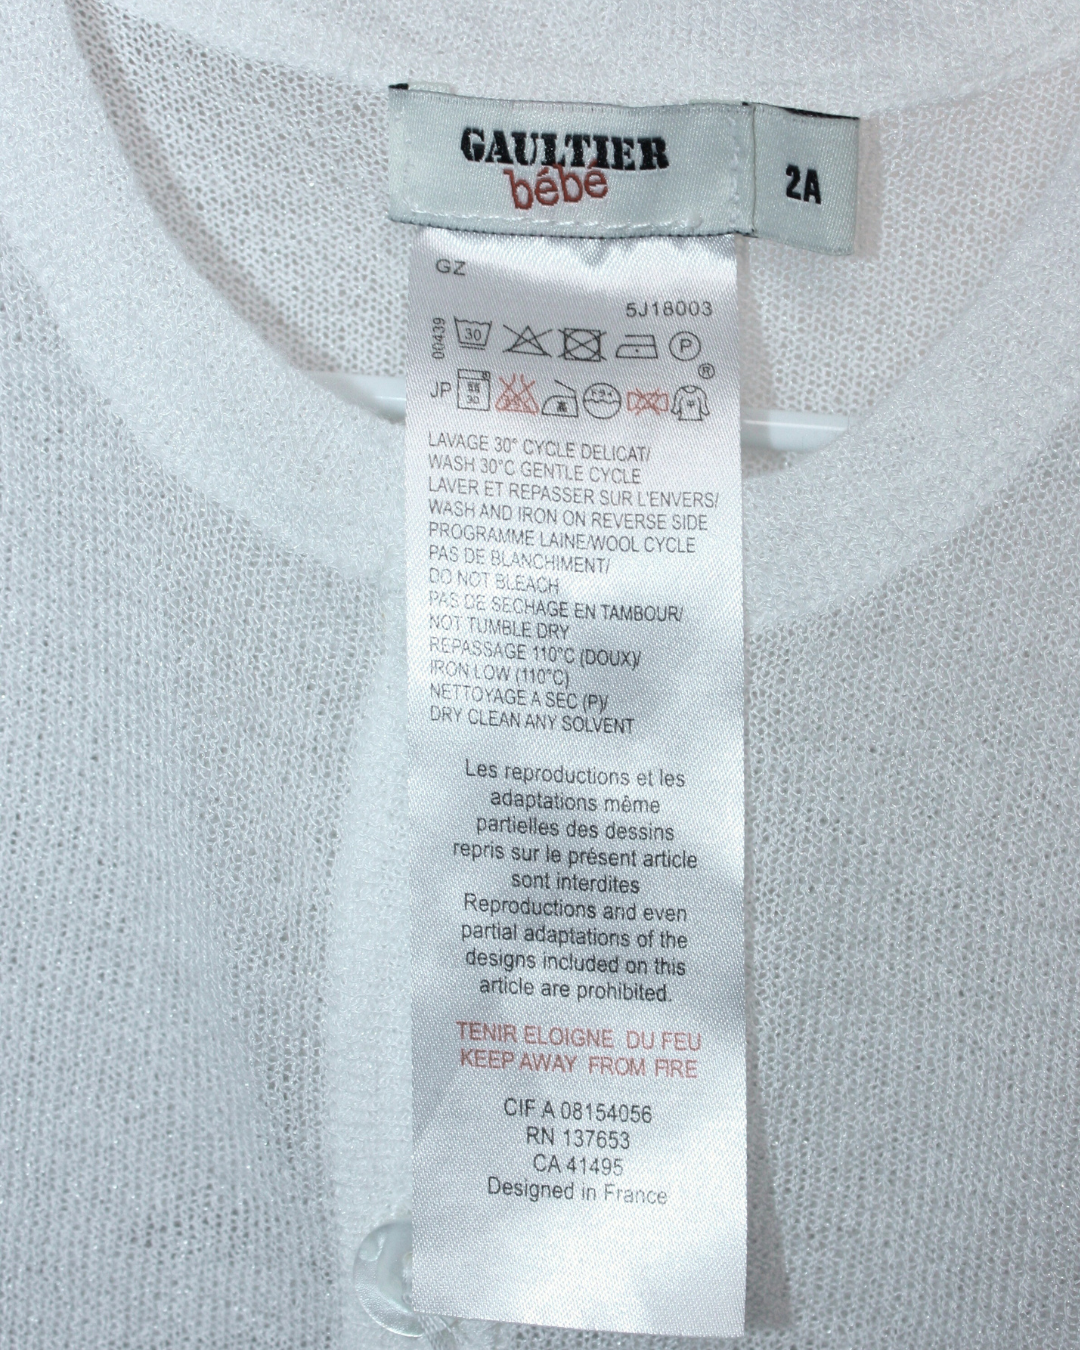 GAULTIER
bébé
2A
GZ
5J18003
00439
30
P
®
JP
30
LAVAGE 30° CYCLE DELICAT/
WASH 30°C GENTLE CYCLE
LAVER ET REPASSER SUR L'ENVERS/
WASH AND IRON ON REVERSE SIDE
PROGRAMME LAINE/WOOL CYCLE
PAS DE BLANCHIMENT/
DO NOT BLEACH
PAS DE SECHAGE EN TAMBOUR/
NOT TUMBLE DRY
REPASSAGE 110°C (DOUX)/
IRON LOW (110°C)
NETTOYAGE A SEC (P)/
DRY CLEAN ANY SOLVENT
Les reproductions et les
adaptations même
partielles des dessins
repris sur le présent article
sont interdites
Reproductions and even
partial adaptations of the
designs included on this
article are prohibited.
TENIR ELOIGNE DU FEU
KEEP AWAY FROM FIRE
CIF A 08154056
RN 137653
CA 41495
Designed in France